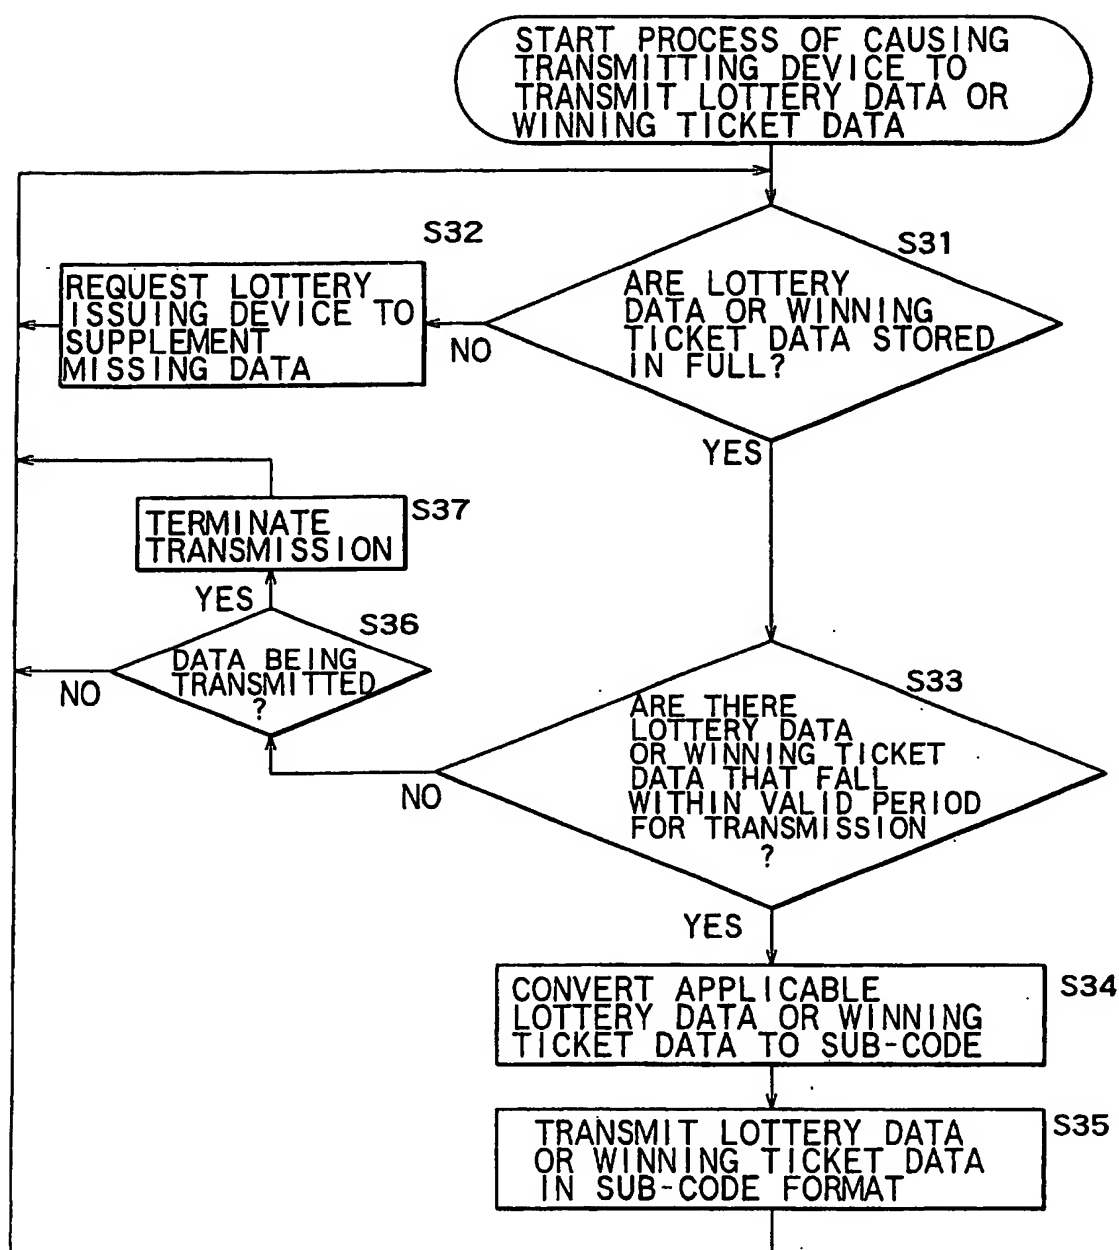 START PROCESS OF CAUSING
TRANSMITTING DEVICE TO
TRANSMIT LOTTERY DATA OR
WINNING TICKET DATA
S32
S31
REQUEST LOTTERY
ISSUING DEVICE TO
SUPPLEMENT
MISSING DATA
NO
ARE LOTTERY
DATA OR WINNING
TICKET DATA STORED
IN FULL?
YES
S37
TERMINATE
TRANSMISSION
YES
S36
DATA BEING
TRANSMITTED
?
NO
S33
ARE THERE
LOTTERY DATA
OR WINNING TICKET
DATA THAT FALL
WITHIN VALID PERIOD
FOR TRANSMISSION
?
NO
YES
S34
CONVERT APPLICABLE
LOTTERY DATA OR WINNING
TICKET DATA TO SUB-CODE
S35
TRANSMIT LOTTERY DATA
OR WINNING TICKET DATA
IN SUB-CODE FORMAT